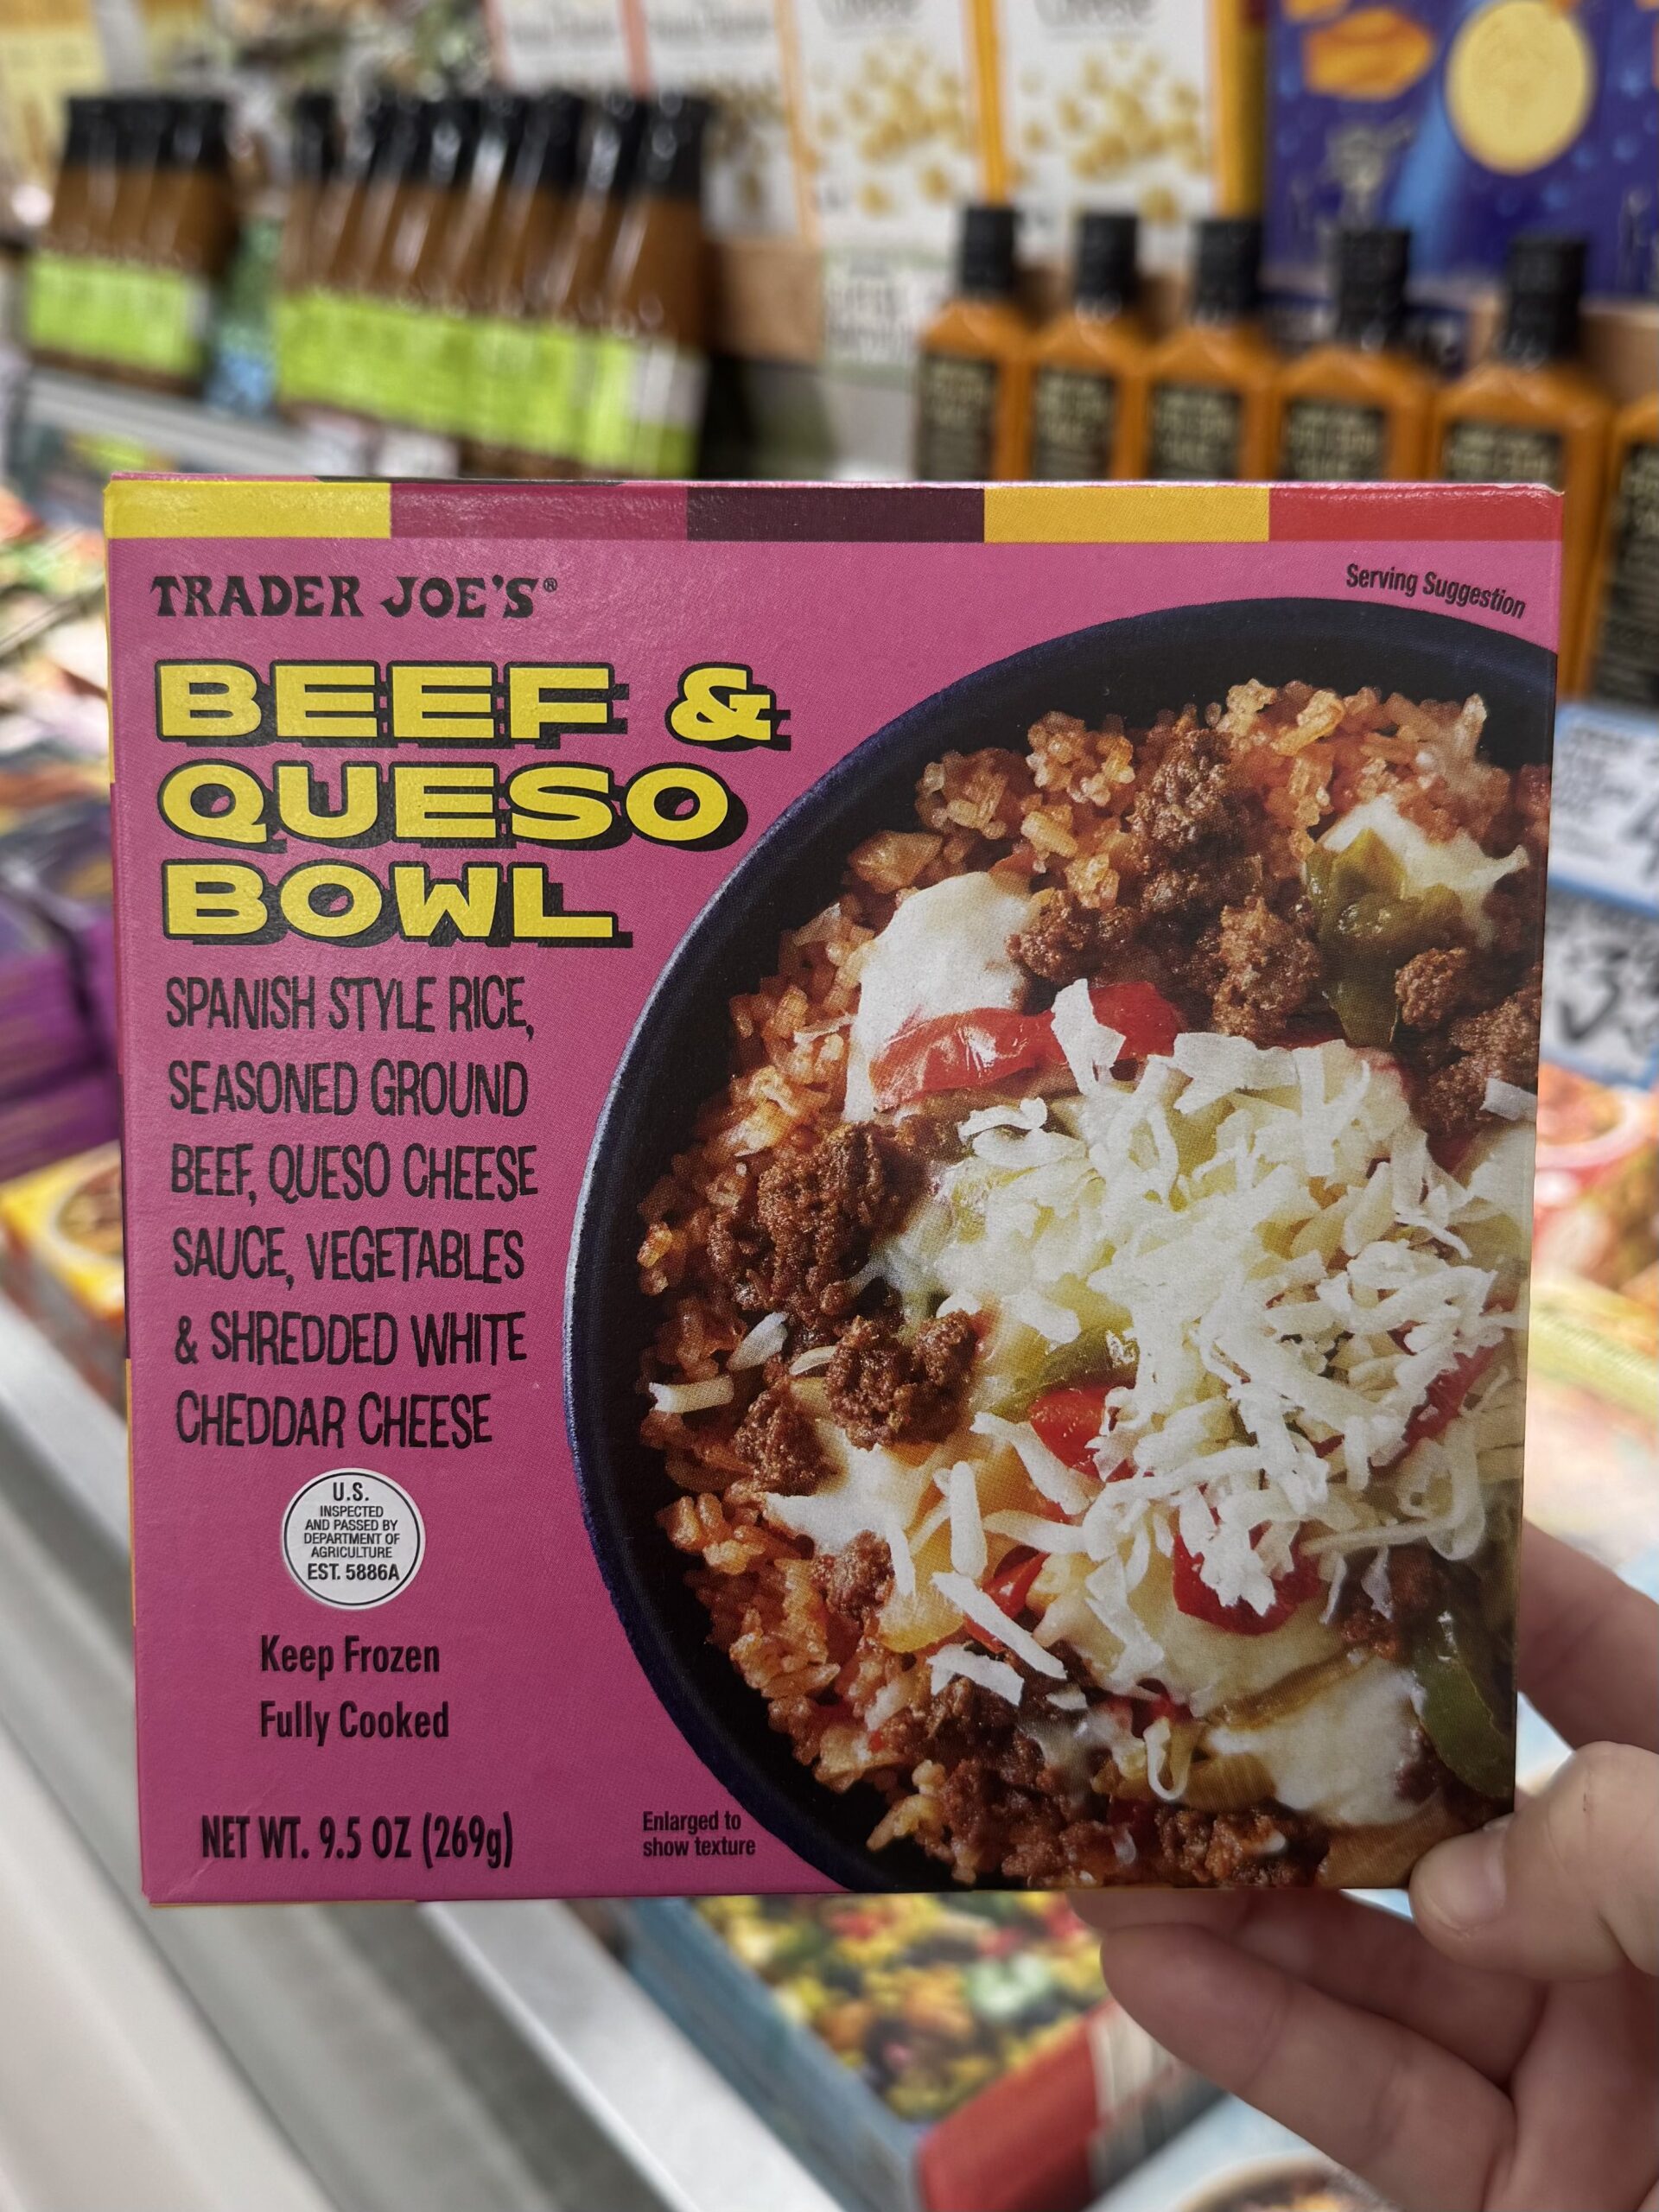 TRADER JOE'S®
Serving Suggestion
BEEF &
QUESO
BOWL
SPANISH STYLE RICE,
SEASONED GROUND
BEEF, QUESO CHEESE
SAUCE, VEGETABLES
& SHREDDED WHITE
CHEDDAR CHEESE
U.S.
INSPECTED
AND PASSED BY
DEPARTMENT OF
AGRICULTURE
EST. 5886A
Keep Frozen
Fully Cooked
NET WT. 9.5 OZ (269g)
Enlarged to
show texture